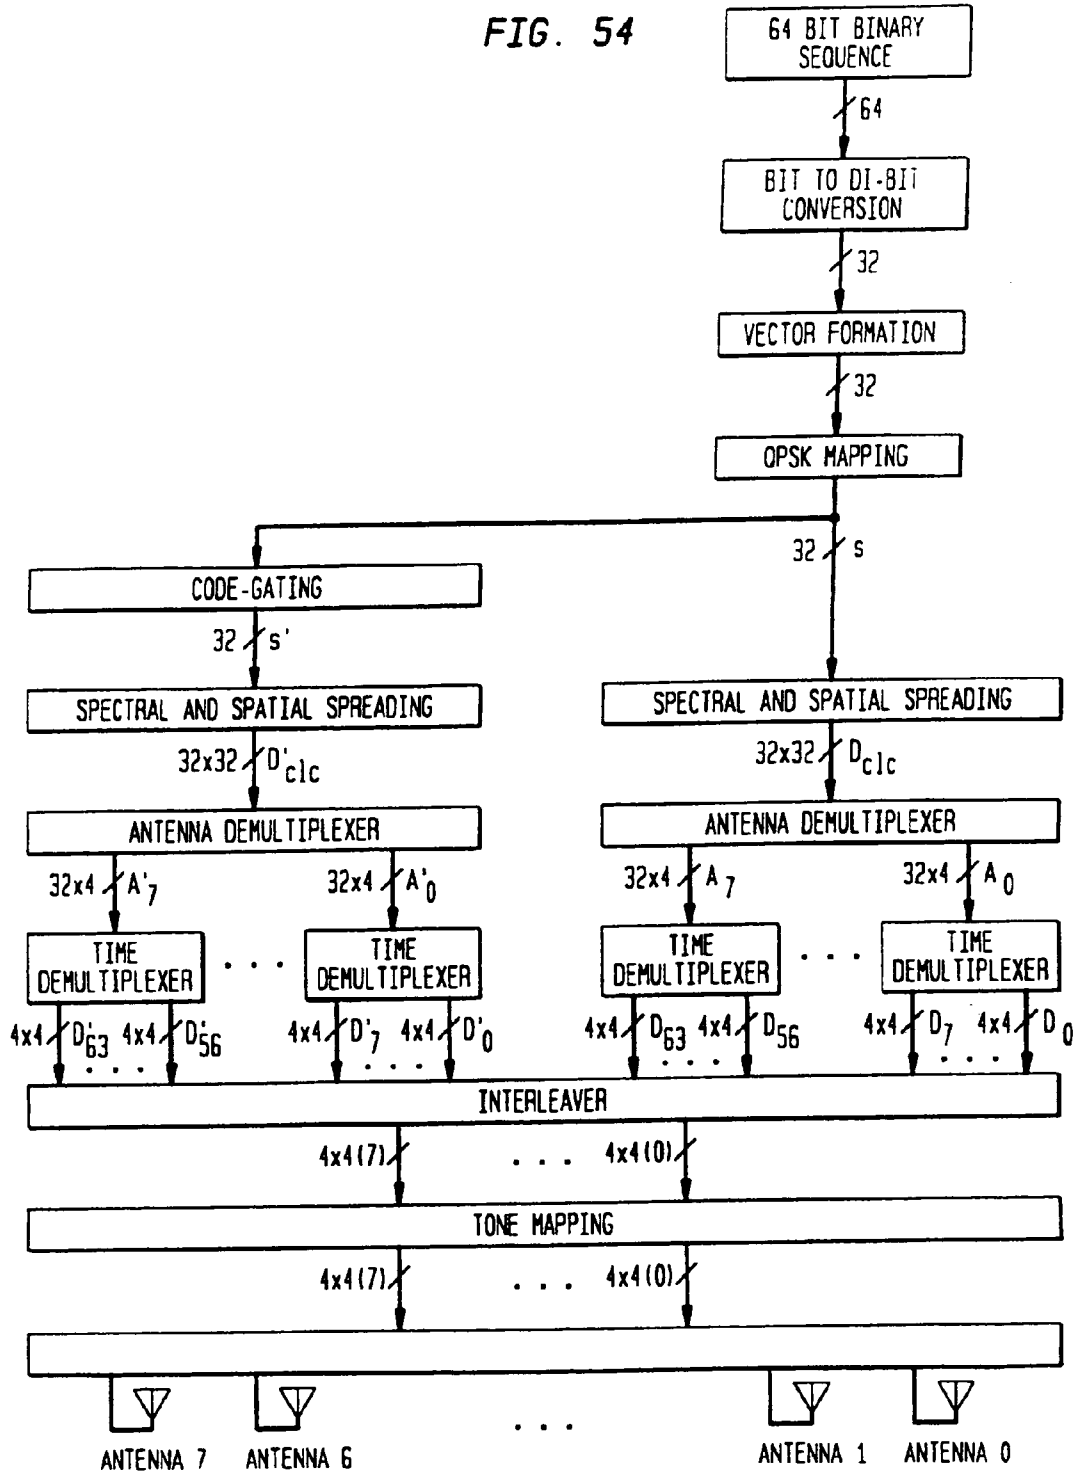 FIG. 54
64 BIT BINARY
SEQUENCE
64
BIT TO DI-BIT
CONVERSION
32
VECTOR FORMATION
32
QPSK MAPPING
32 s
CODE-GATING
32 s'
SPECTRAL AND SPATIAL SPREADING
SPECTRAL AND SPATIAL SPREADING
32x32 D'clc
32x32 Dclc
ANTENNA DEMULTIPLEXER
ANTENNA DEMULTIPLEXER
32x4 A'7
32x4 A'0
32x4 A7
32x4 A0
TIME
DEMULTIPLEXER
. . .
TIME
DEMULTIPLEXER
TIME
DEMULTIPLEXER
. . .
TIME
DEMULTIPLEXER
4x4 D'63 4x4 D'56
4x4 D'7 4x4 D'0
4x4 D63 4x4 D56
4x4 D7 4x4 D0
. . . . . . . . . . . .
INTERLEAVER
4x4(7) . . . 4x4(0)
TONE MAPPING
4x4(7) . . . 4x4(0)
. . .
ANTENNA 7 ANTENNA 6 ANTENNA 1 ANTENNA 0